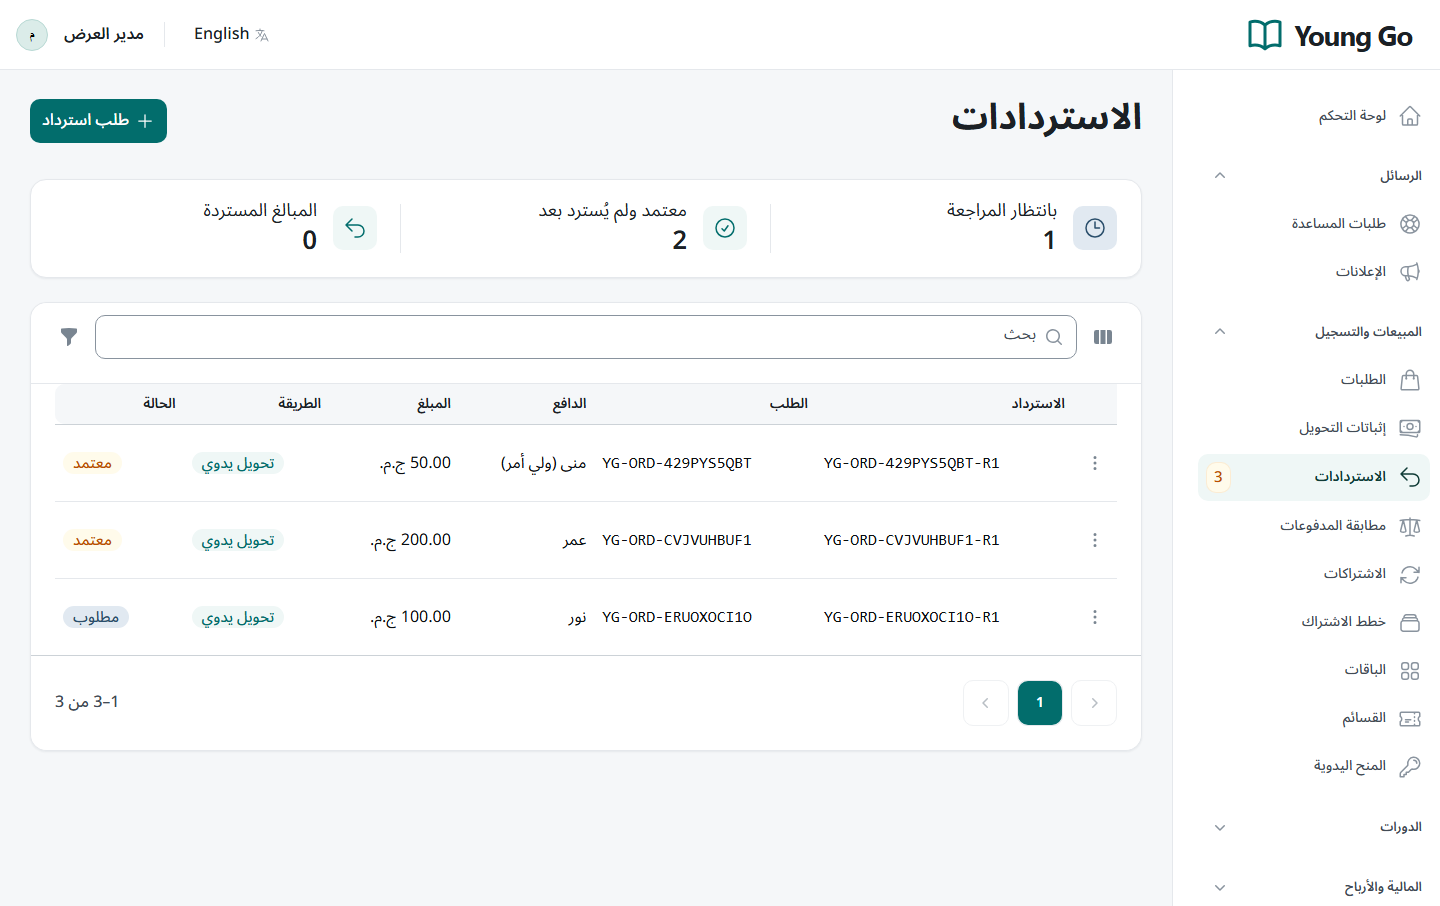 Young Go
English
مدير العرض
م
لوحة التحكم
الرسائل
طلبات المساعدة
الإعلانات
المبيعات والتسجيل
الطلبات
إثباتات التحويل
الاستردادات
3
مطابقة المدفوعات
الاشتراكات
خطط الاشتراك
الباقات
القسائم
المنح اليدوية
الدورات
المالية والأرباح
الاستردادات
طلب استرداد
بانتظار المراجعة
1
معتمد ولم يُسترد بعد
2
المبالغ المستردة
0
بحث
الاسترداد الطلب الدافع المبلغ الطريقة الحالة
YG-ORD-429PYS5QBT-R1 YG-ORD-429PYS5QBT منى (ولي أمر) 50.00 ج.م. تحويل يدوي معتمد
YG-ORD-CVJVUHBUF1-R1 YG-ORD-CVJVUHBUF1 عمر 200.00 ج.م. تحويل يدوي معتمد
YG-ORD-ERUOXOCI1O-R1 YG-ORD-ERUOXOCI1O نور 100.00 ج.م. تحويل يدوي مطلوب
1
1–3 من 3